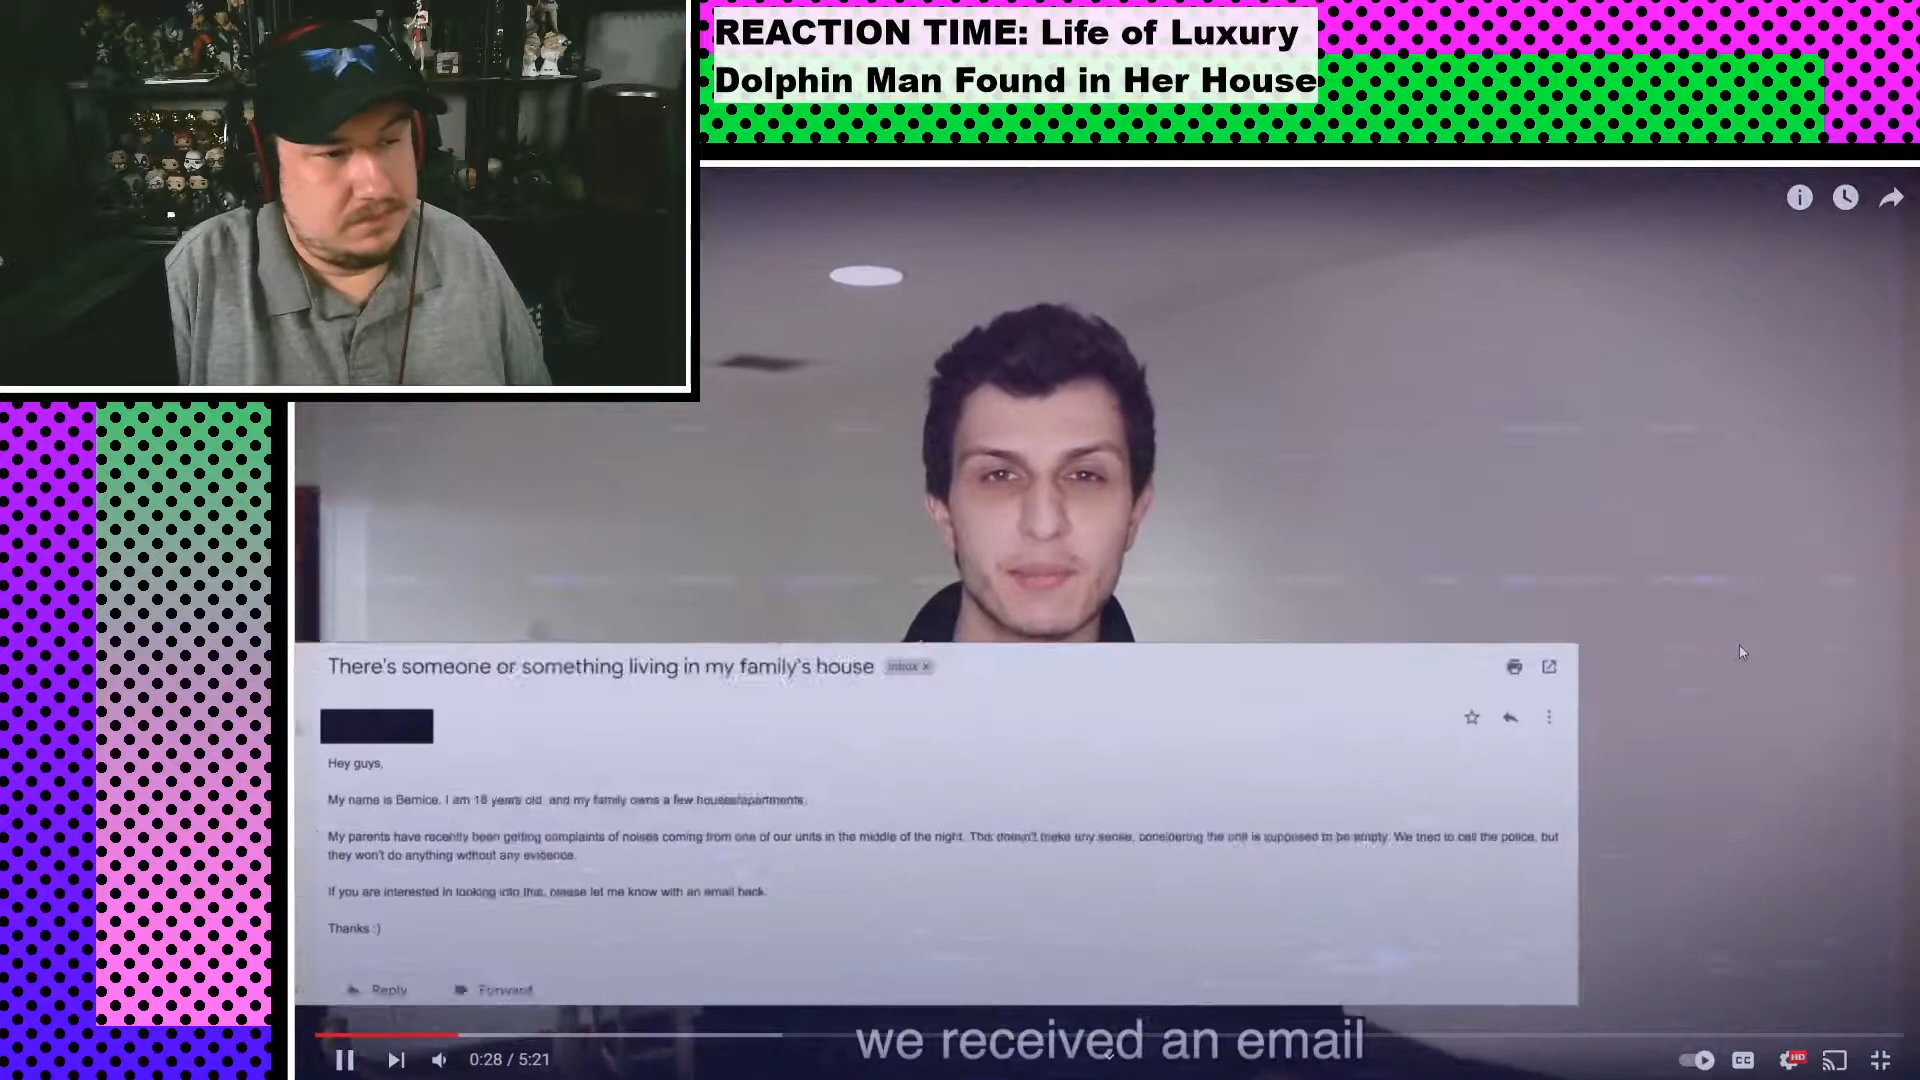 REACTION TIME: Life of Luxury
Dolphin Man Found in Her House
There's someone or something living in my family's house Inbox x
Hey guys,
My name is Bernice. I am 18 years old, and my family owns a few houses/apartments.
My parents have recently been getting complaints of noises coming from one of our units in the middle of the night. This doesn't make any sense, considering the unit is supposed to be empty. We tried to call the police, but
they won't do anything without any evidence.
If you are interested in looking into this, please let me know with an email back.
Thanks :)
Reply Forward
we received an email
0:28 / 5:21
CC
HD